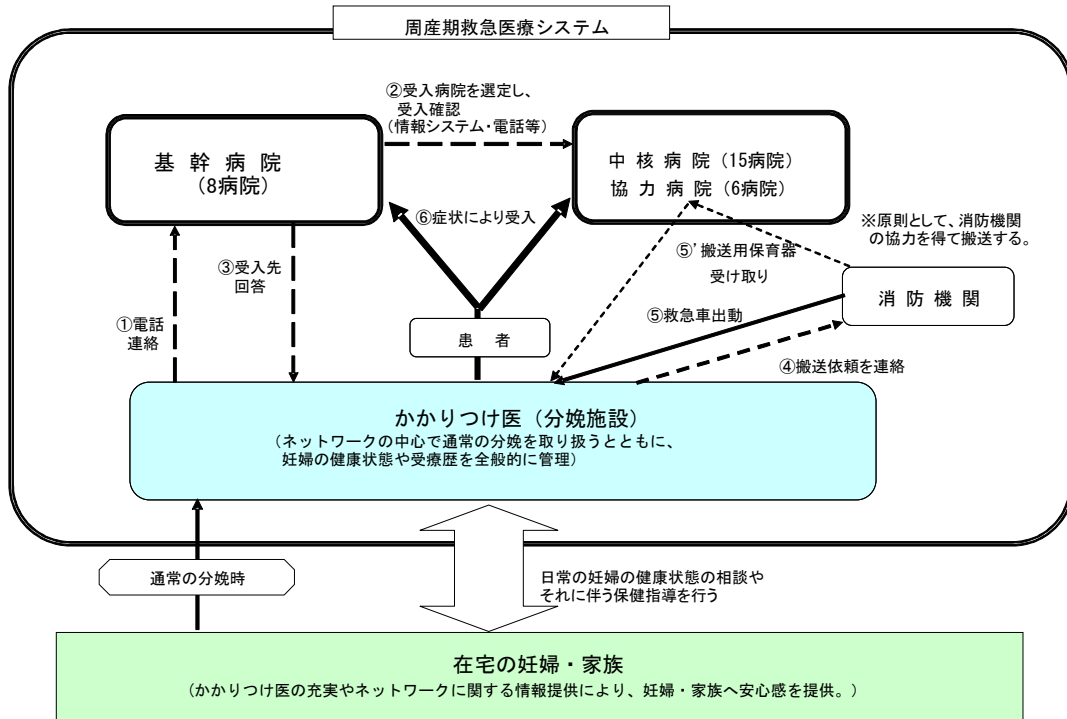 周産期救急医療システム
②受入病院を選定し、
受入確認
(情報システム・電話等)
基 幹 病 院
(8病院)
中 核 病 院 (15病院)
協 力 病 院 (6病院)
⑥症状により受入
※原則として、消防機関
の協力を得て搬送する。
③受入先
回答
⑤’搬送用保育器
受け取り
消 防 機 関
①電話
連絡
⑤救急車出動
患 者
④搬送依頼を連絡
かかりつけ医(分娩施設)
(ネットワークの中心で通常の分娩を取り扱うとともに、
妊婦の健康状態や受療歴を全般的に管理)
通常の分娩時
日常の妊婦の健康状態の相談や
それに伴う保健指導を行う
在宅の妊婦・家族
(かかりつけ医の充実やネットワークに関する情報提供により、妊婦・家族へ安心感を提供。)